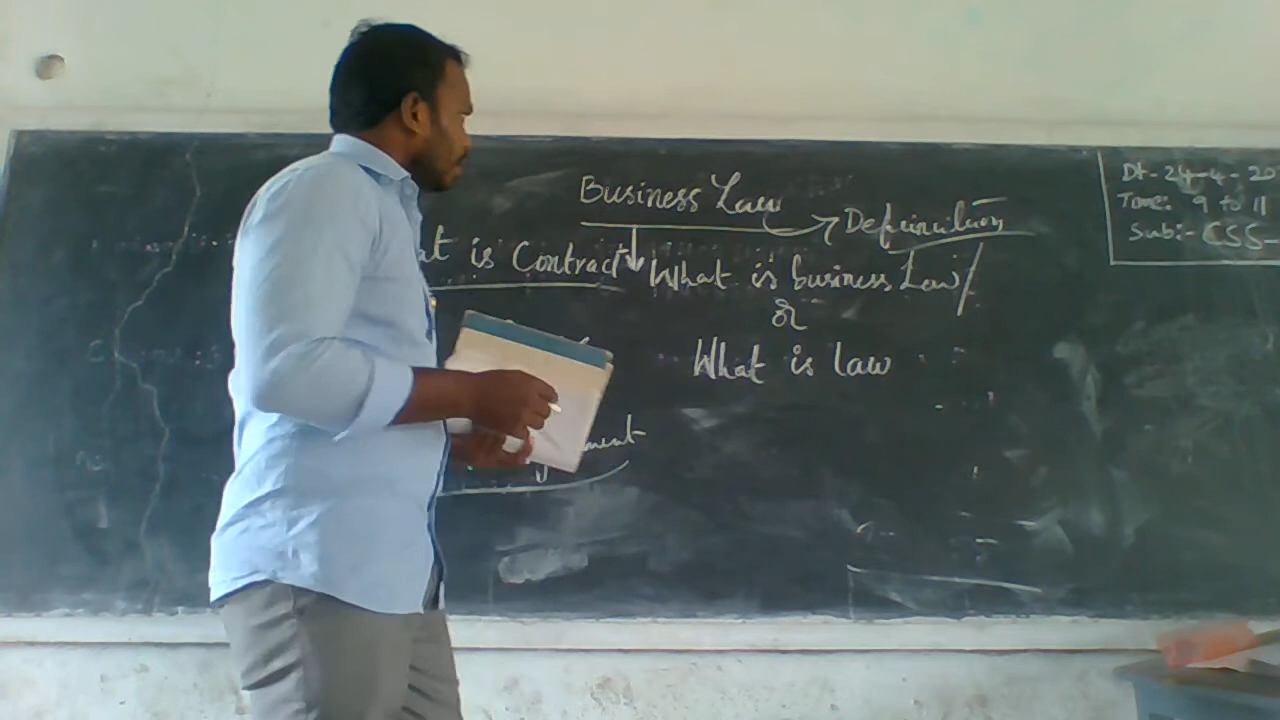 Business Law
Definition
at is Contract
What is business Law/
or
What is law
ment
Dt-24-4-20
Time: 9 to 11
Sub:- CSS-